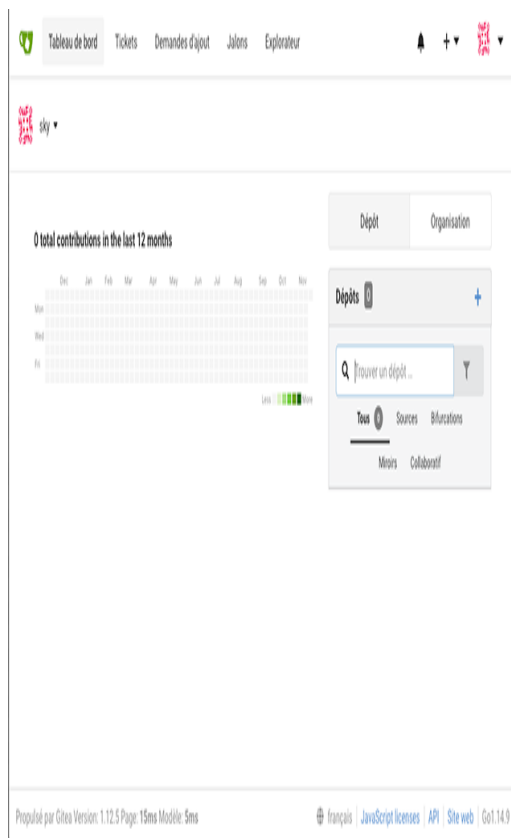 Tableau de bord Tickets Demandes d'ajout Jalons Explorateur
sky
Dépôt Organisation
0 total contributions in the last 12 months
Dec Jan Feb Mar Apr May Jun Jul Aug Sep Oct Nov
Mon
Wed
Fri
Less More
Dépôts 0
Trouver un dépôt ...
Tous 0 Sources Bifurcations
Miroirs Collaboratif
Propulsé par Gitea Version: 1.12.5 Page: 15ms Modèle: 5ms
français JavaScript licenses API Site web Go1.14.9